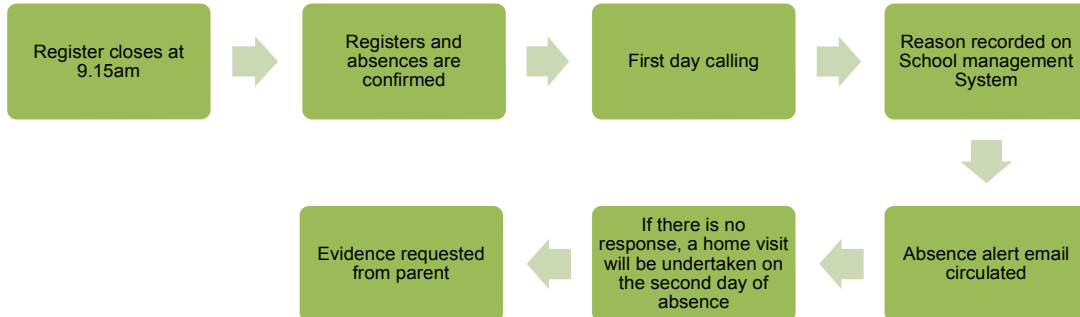 Register closes at
9.15am
Registers and
absences are
confirmed
First day calling
Reason recorded on
School management
System
Absence alert email
circulated
If there is no
response, a home visit
will be undertaken on
the second day of
absence
Evidence requested
from parent